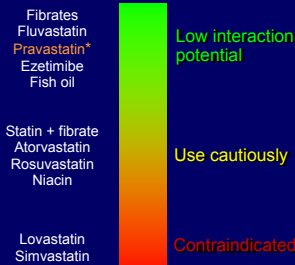 Fibrates
Fluvastatin
Pravastatin*
Ezetimibe
Fish oil
Low interaction
potential
Statin + fibrate
Atorvastatin
Rosuvastatin
Niacin
Use cautiously
Lovastatin
Simvastatin
Contraindicated